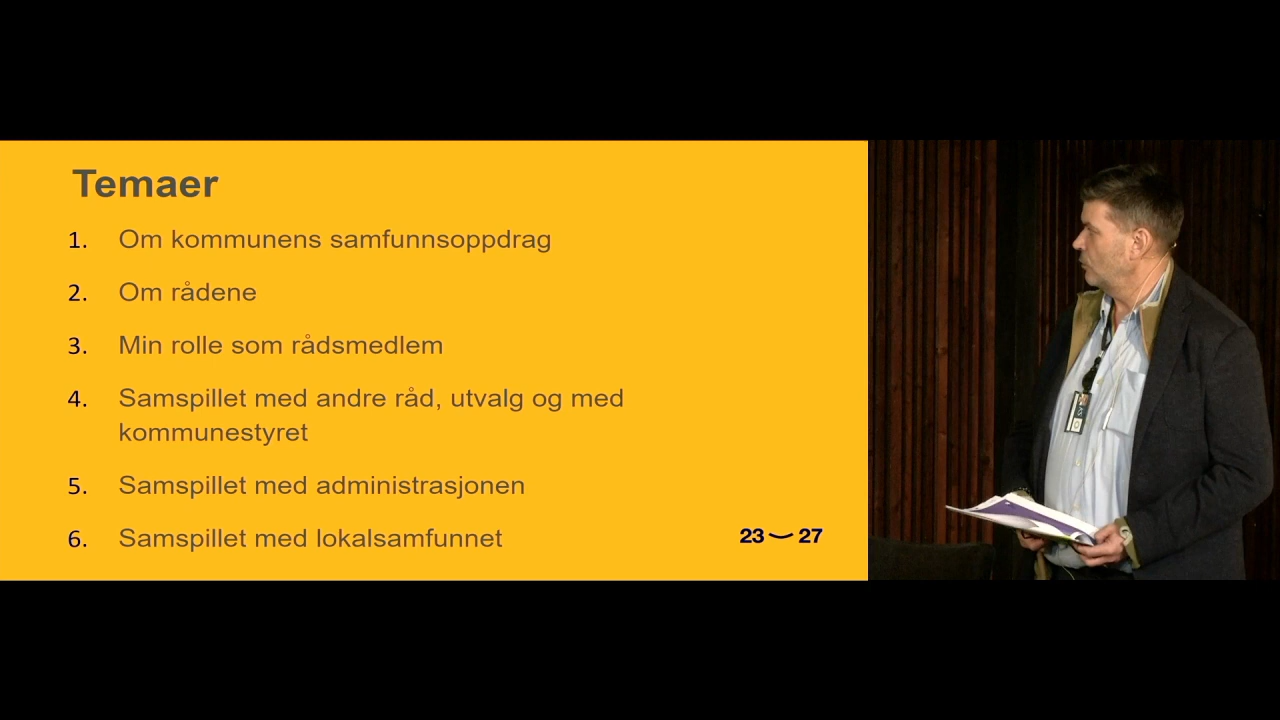 Temaer
1. Om kommunens samfunnsoppdrag
2. Om rådene
3. Min rolle som rådsmedlem
4. Samspillet med andre råd, utvalg og med
kommunestyret
5. Samspillet med administrasjonen
6. Samspillet med lokalsamfunnet
23 27